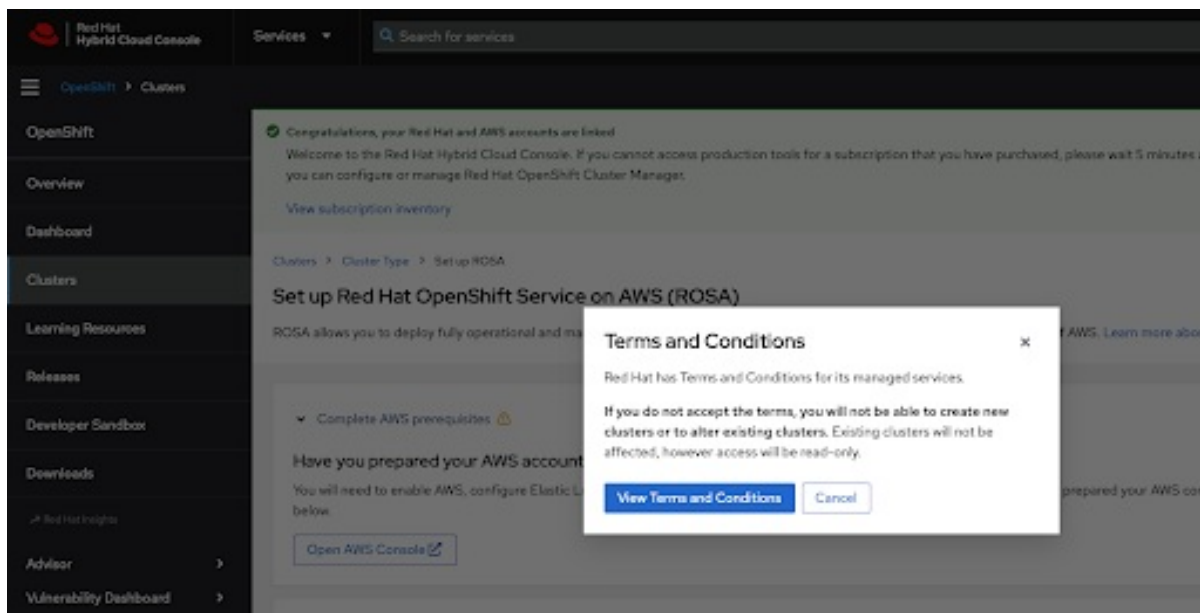 Red Hat
Hybrid Cloud Console
Services
Search for services
OpenShift > Clusters
OpenShift
Overview
Dashboard
Clusters
Learning Resources
Releases
Developer Sandbox
Downloads
Red Hat Insights
Advisor
Vulnerability Dashboard
Congratulations, your Red Hat and AWS accounts are linked
Welcome to the Red Hat Hybrid Cloud Console. If you cannot access production tools for a subscription that you have purchased, please wait 5 minutes
you can configure or manage Red Hat OpenShift Cluster Manager.
View subscription inventory
Clusters > Cluster Type > Set up ROSA
Set up Red Hat OpenShift Service on AWS (ROSA)
ROSA allows you to deploy fully operational and ma
f AWS. Learn more abou
Complete AWS prerequisites
Have you prepared your AWS account
You will need to enable AWS, configure Elastic L
prepared your AWS co
below.
Open AWS Console
Terms and Conditions
Red Hat has Terms and Conditions for its managed services.
If you do not accept the terms, you will not be able to create new
clusters or to alter existing clusters. Existing clusters will not be
affected, however access will be read-only.
View Terms and Conditions
Cancel